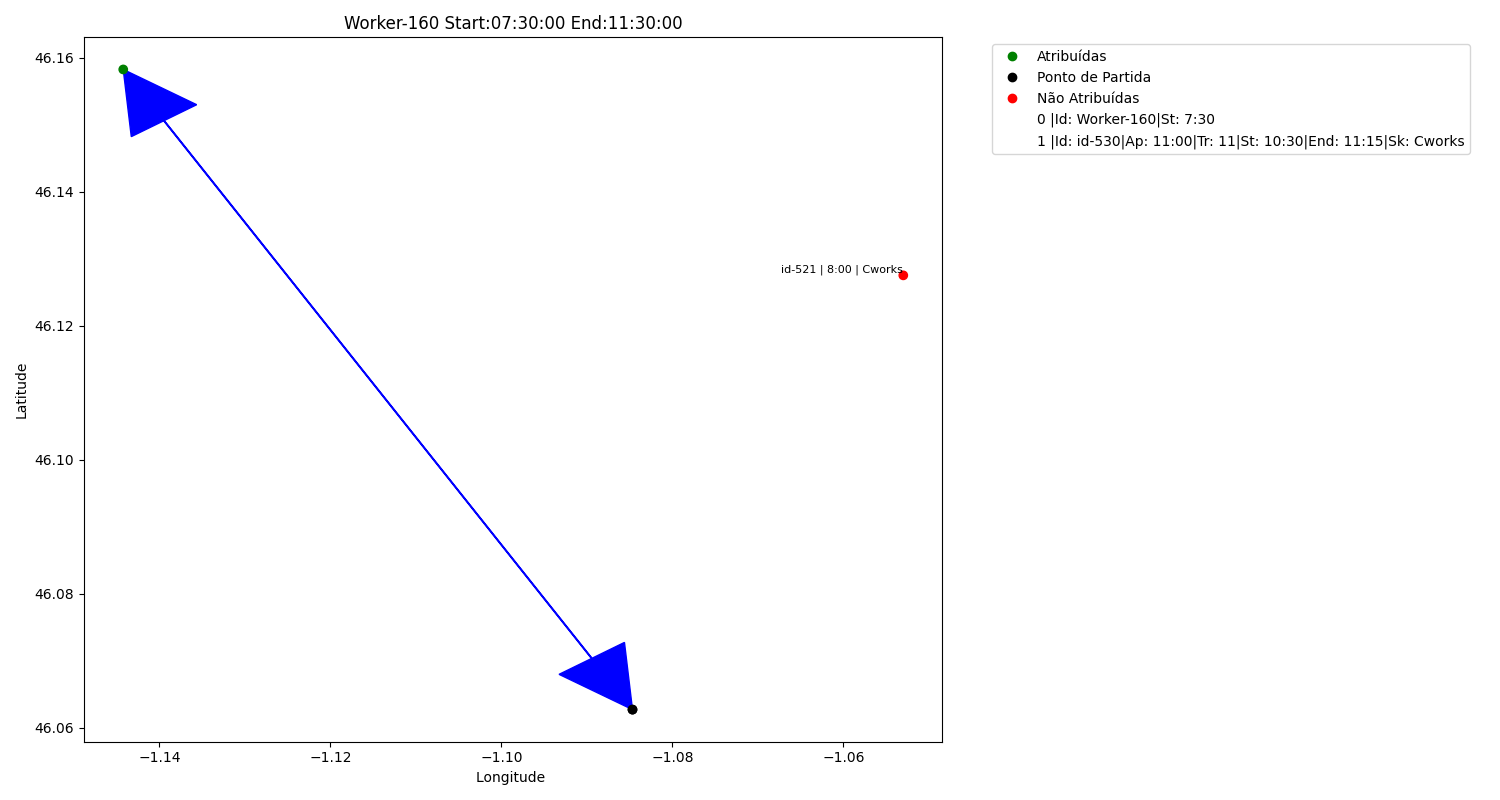 Worker-160 Start:07:30:00 End:11:30:00
46.16
46.14
46.12
46.10
46.08
46.06
Latitude
−1.14
−1.12
−1.10
−1.08
−1.06
Longitude
id-521 | 8:00 | Cworks
Atribuídas
Ponto de Partida
Não Atribuídas
0 |Id: Worker-160|St: 7:30
1 |Id: id-530|Ap: 11:00|Tr: 11|St: 10:30|End: 11:15|Sk: Cworks